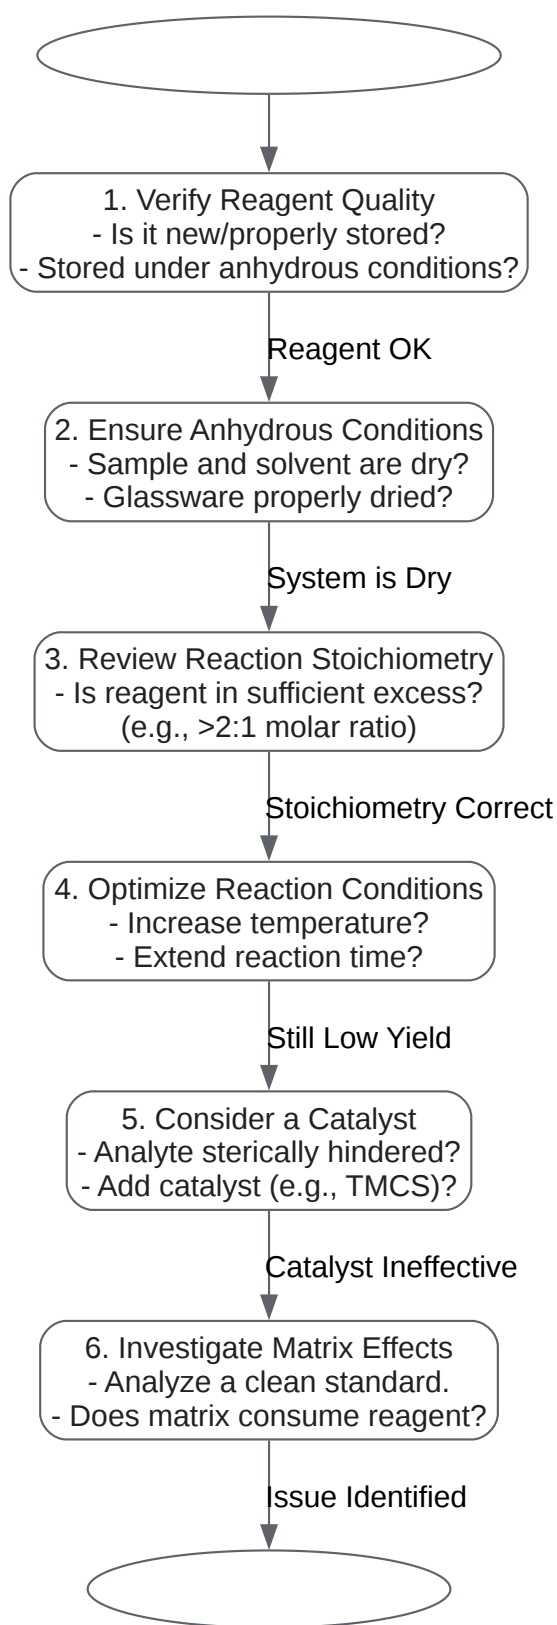 1. Verify Reagent Quality
- Is it new/properly stored?
- Stored under anhydrous conditions?
Reagent OK
2. Ensure Anhydrous Conditions
- Sample and solvent are dry?
- Glassware properly dried?
System is Dry
3. Review Reaction Stoichiometry
- Is reagent in sufficient excess?
(e.g., >2:1 molar ratio)
Stoichiometry Correct
4. Optimize Reaction Conditions
- Increase temperature?
- Extend reaction time?
Still Low Yield
5. Consider a Catalyst
- Analyte sterically hindered?
- Add catalyst (e.g., TMCS)?
Catalyst Ineffective
6. Investigate Matrix Effects
- Analyze a clean standard.
- Does matrix consume reagent?
Issue Identified